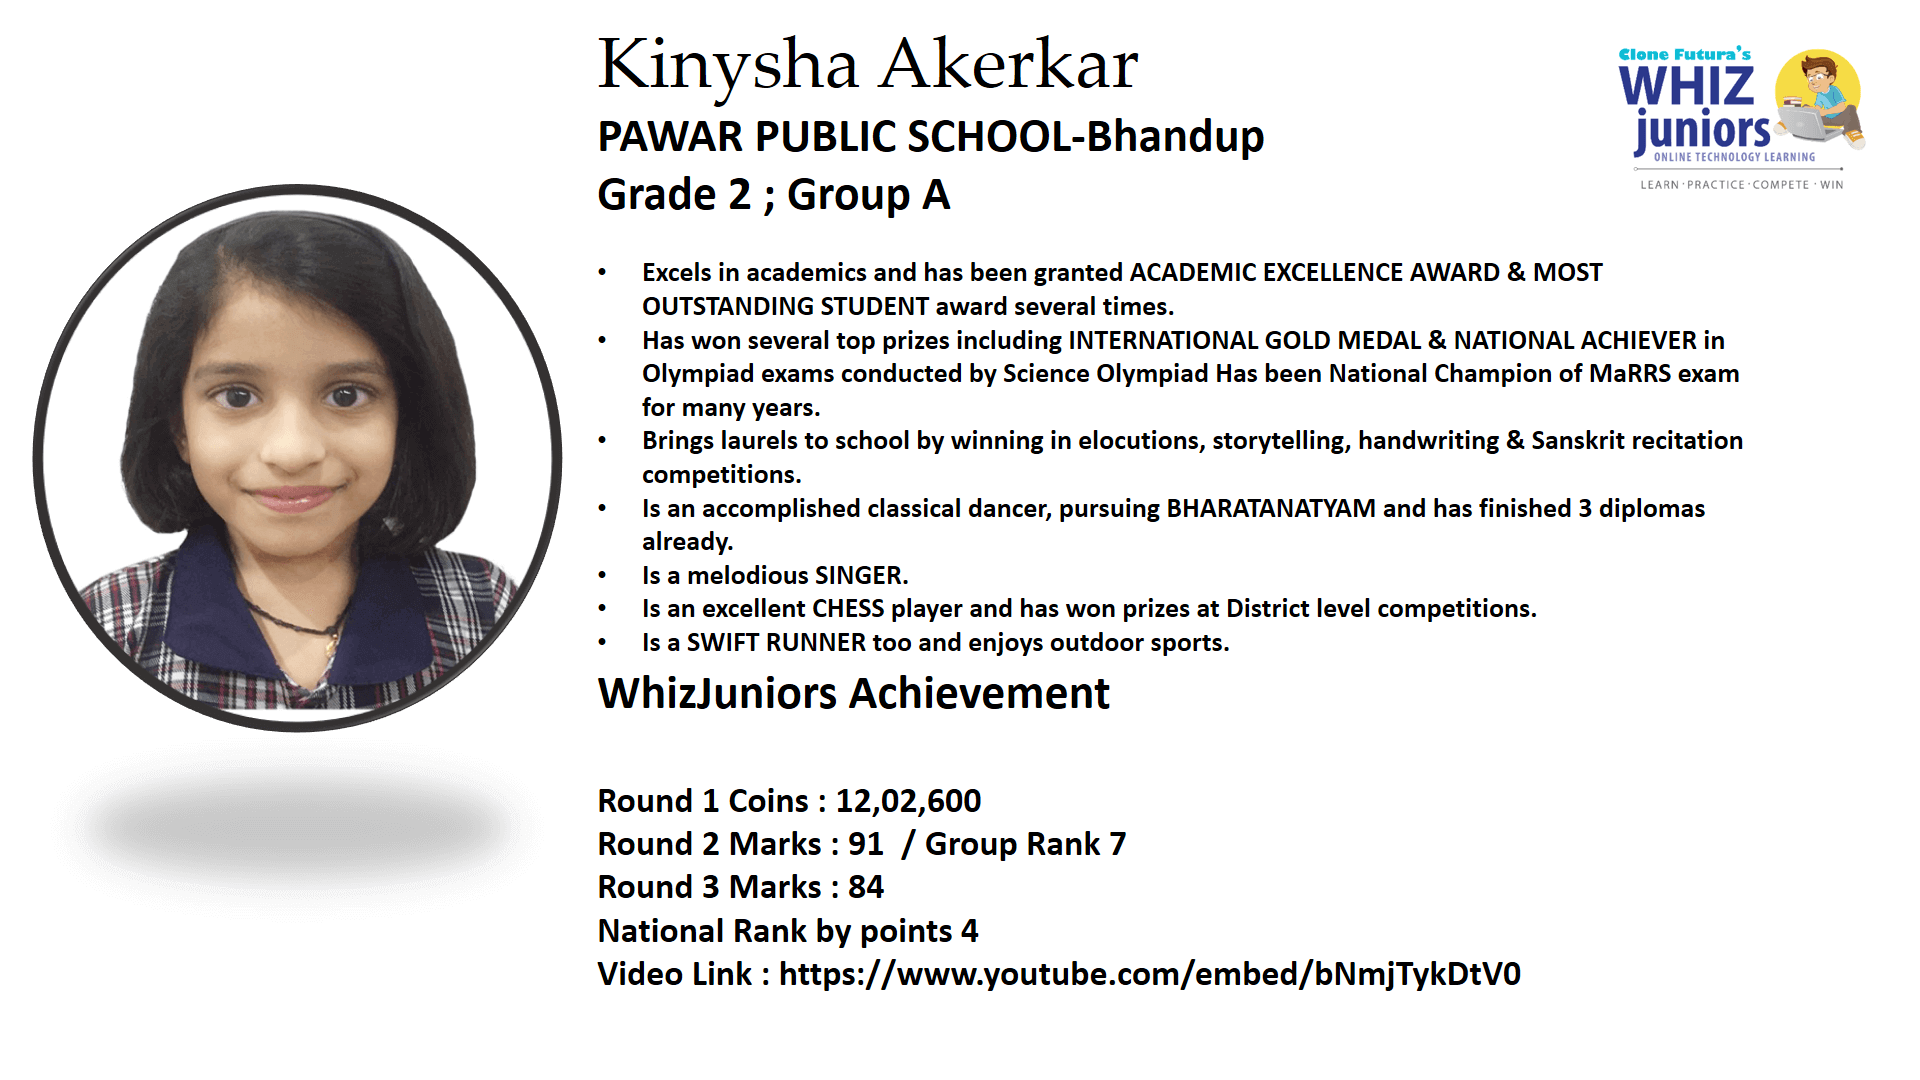 Kinysha Akerkar
PAWAR PUBLIC SCHOOL-Bhandup
Grade 2 ; Group A
Clone Futura's
WHIZ
juniors
ONLINE TECHNOLOGY LEARNING
LEARN · PRACTICE · COMPETE · WIN
• Excels in academics and has been granted ACADEMIC EXCELLENCE AWARD & MOST
OUTSTANDING STUDENT award several times.
• Has won several top prizes including INTERNATIONAL GOLD MEDAL & NATIONAL ACHIEVER in
Olympiad exams conducted by Science Olympiad Has been National Champion of MaRRS exam
for many years.
• Brings laurels to school by winning in elocutions, storytelling, handwriting & Sanskrit recitation
competitions.
• Is an accomplished classical dancer, pursuing BHARATANATYAM and has finished 3 diplomas
already.
• Is a melodious SINGER.
• Is an excellent CHESS player and has won prizes at District level competitions.
• Is a SWIFT RUNNER too and enjoys outdoor sports.
WhizJuniors Achievement
Round 1 Coins : 12,02,600
Round 2 Marks : 91 / Group Rank 7
Round 3 Marks : 84
National Rank by points 4
Video Link : https://www.youtube.com/embed/bNmjTykDtV0